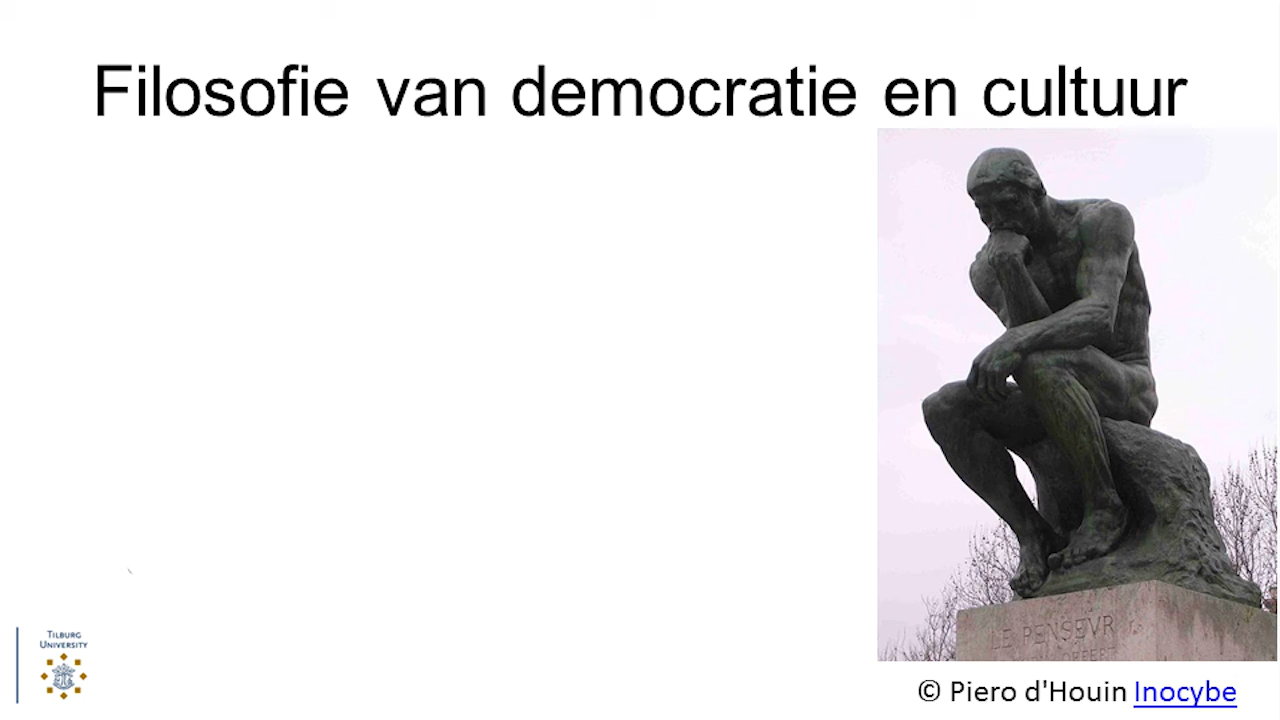 Filosofie van democratie en cultuur
LE PENSEVR
TILBURG
UNIVERSITY
© Piero d'Houin Inocybe